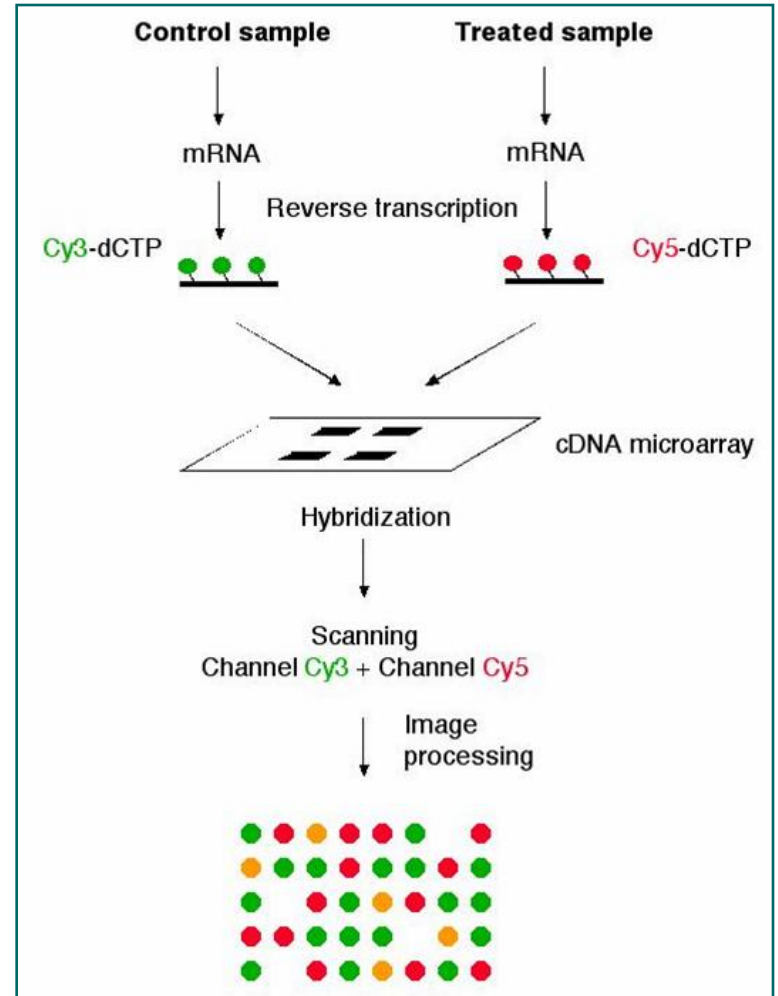 Control sample
Treated sample
mRNA
mRNA
Reverse transcription
Cy3-dCTP
Cy5-dCTP
cDNA microarray
Hybridization
Scanning
Channel Cy3 + Channel Cy5
Image
processing